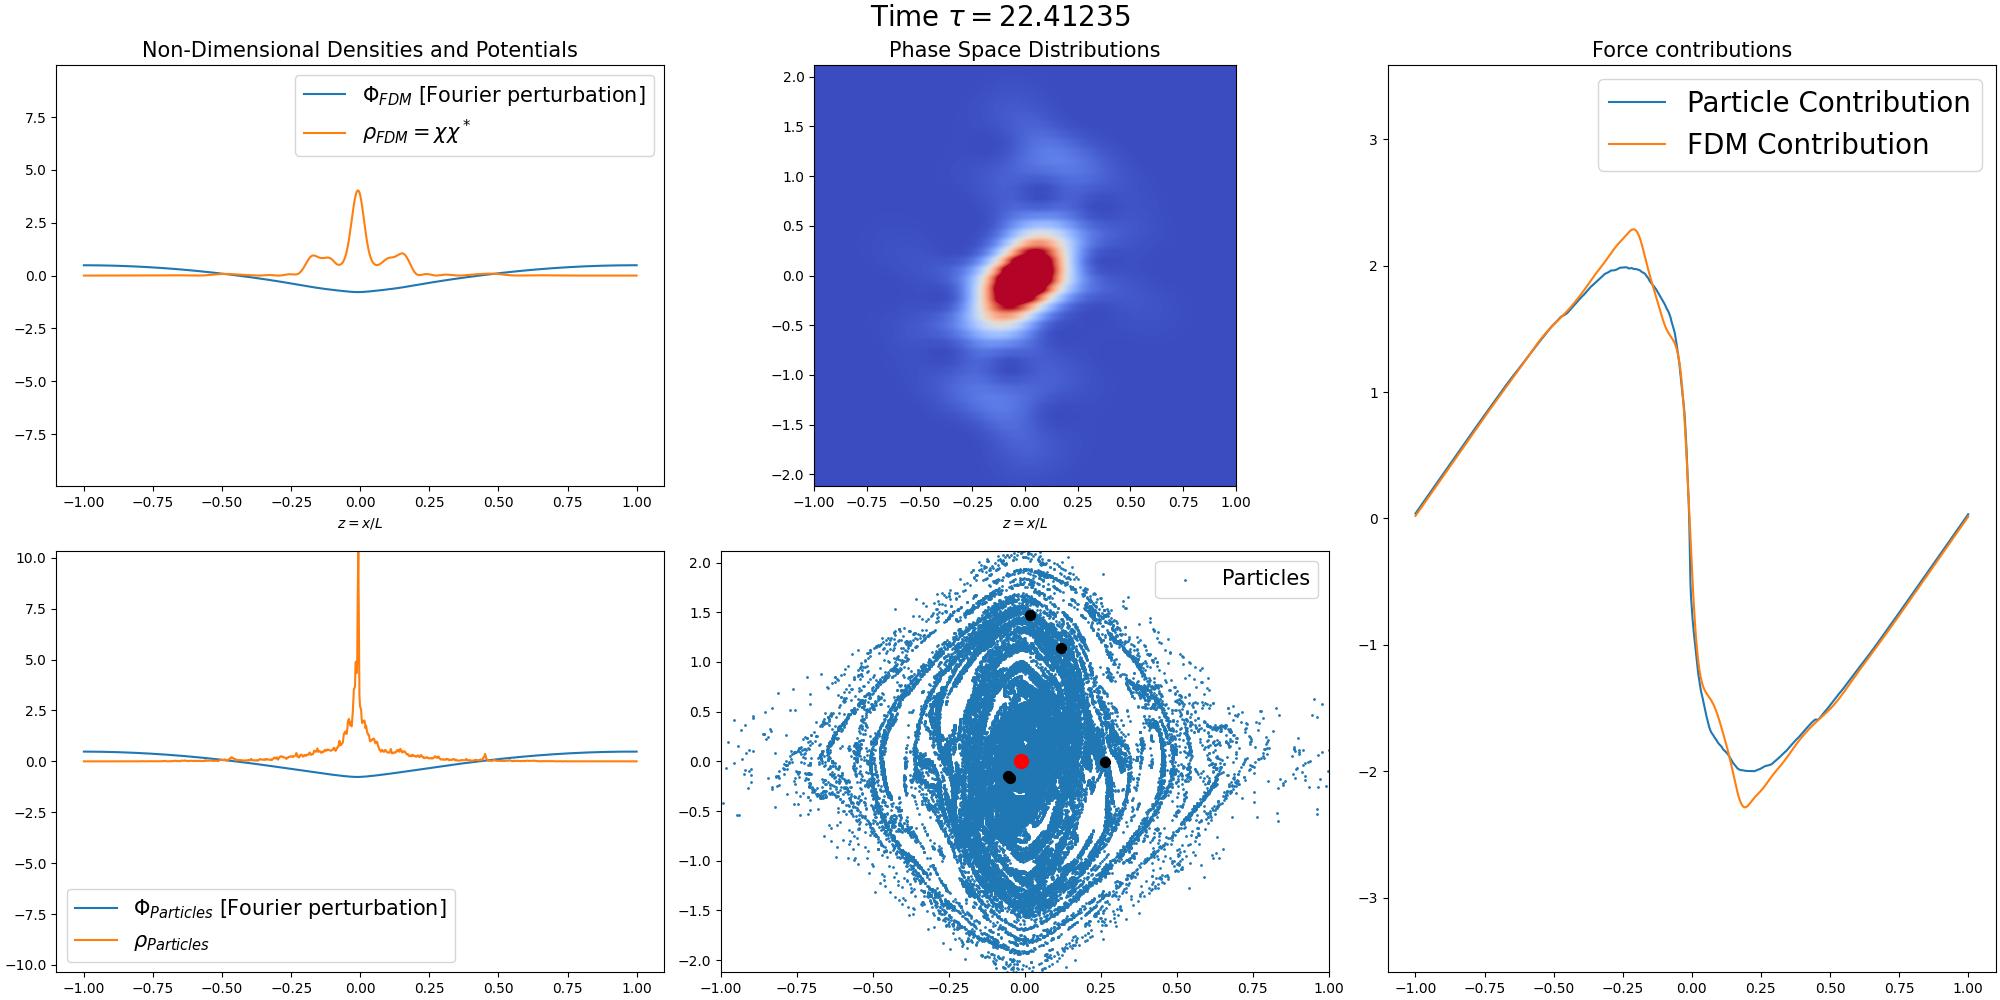 Time τ = 22.41235
Non-Dimensional Densities and Potentials
Φ_FDM [Fourier perturbation]
ρ_FDM = χχ*
7.5
5.0
2.5
0.0
−2.5
−5.0
−7.5
−1.00 −0.75 −0.50 −0.25 0.00 0.25 0.50 0.75 1.00
z = x/L
Phase Space Distributions
2.0
1.5
1.0
0.5
0.0
−0.5
−1.0
−1.5
−2.0
−1.00 −0.75 −0.50 −0.25 0.00 0.25 0.50 0.75 1.00
z = x/L
Force contributions
Particle Contribution
FDM Contribution
3
2
1
0
−1
−2
−3
−1.00 −0.75 −0.50 −0.25 0.00 0.25 0.50 0.75 1.00
10.0
7.5
5.0
2.5
0.0
−2.5
−5.0
−7.5
−10.0
Φ_Particles [Fourier perturbation]
ρ_Particles
−1.00 −0.75 −0.50 −0.25 0.00 0.25 0.50 0.75 1.00
Particles
2.0
1.5
1.0
0.5
0.0
−0.5
−1.0
−1.5
−2.0
−1.00 −0.75 −0.50 −0.25 0.00 0.25 0.50 0.75 1.00